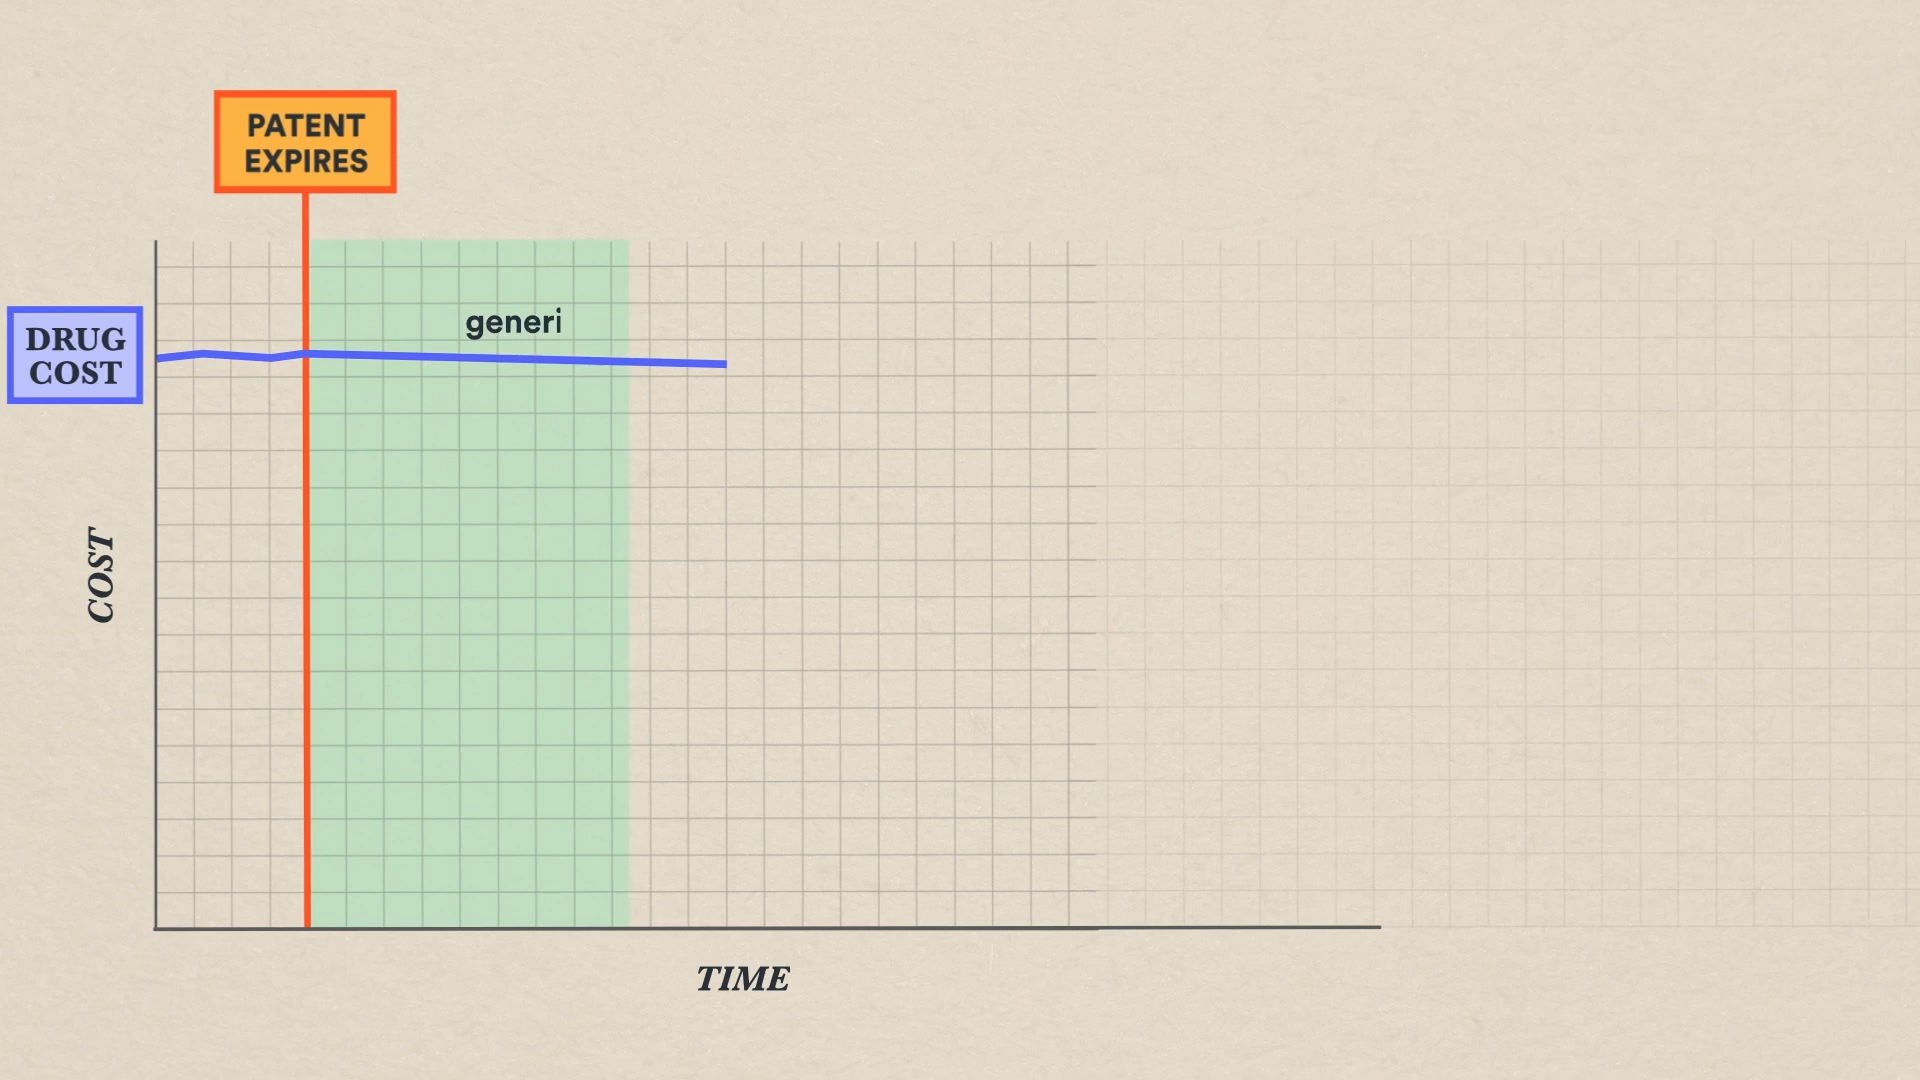 PATENT
EXPIRES
generi
DRUG
COST
COST
TIME